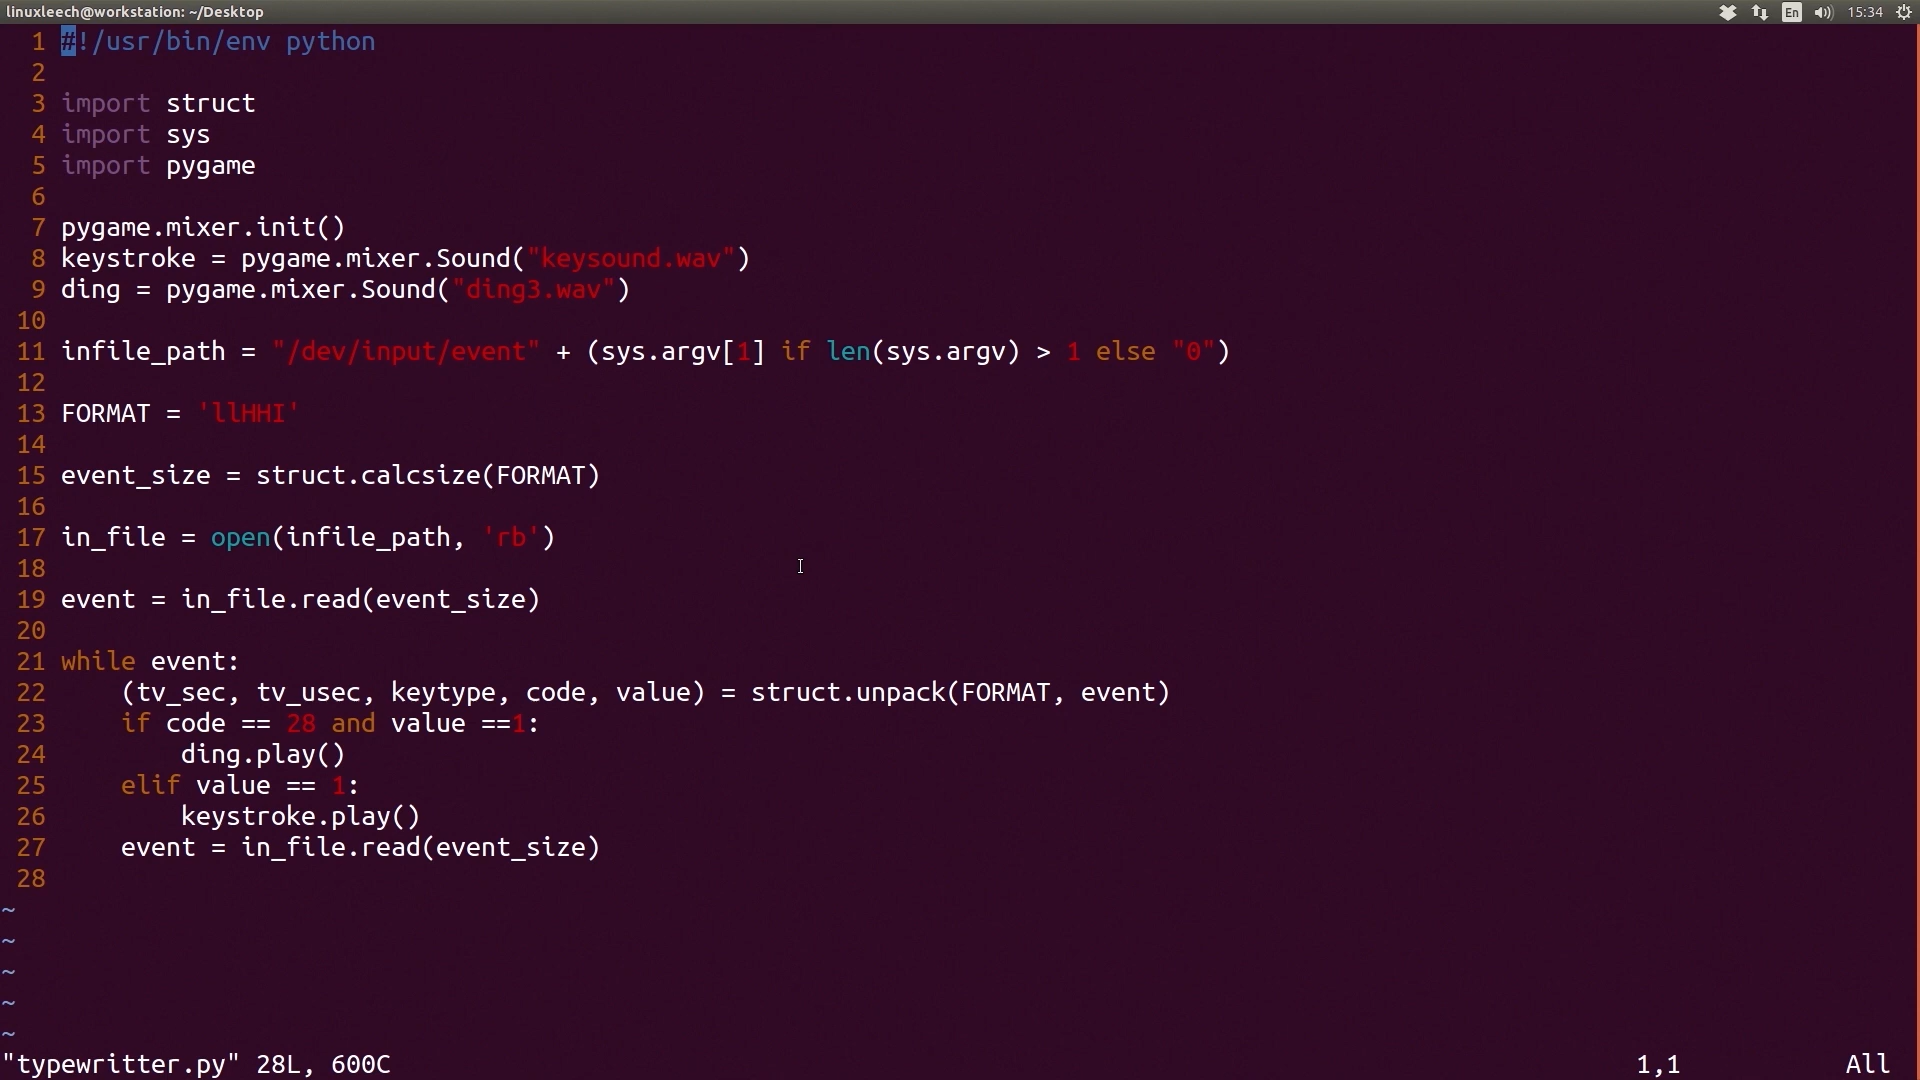 linuxleech@workstation: ~/Desktop En 15:34
1 #!/usr/bin/env python
2
3 import struct
4 import sys
5 import pygame
6
7 pygame.mixer.init()
8 keystroke = pygame.mixer.Sound("keysound.wav")
9 ding = pygame.mixer.Sound("ding3.wav")
10
11 infile_path = "/dev/input/event" + (sys.argv[1] if len(sys.argv) > 1 else "0")
12
13 FORMAT = 'llHHI'
14
15 event_size = struct.calcsize(FORMAT)
16
17 in_file = open(infile_path, 'rb')
18
19 event = in_file.read(event_size)
20
21 while event:
22     (tv_sec, tv_usec, keytype, code, value) = struct.unpack(FORMAT, event)
23     if code == 28 and value ==1:
24         ding.play()
25     elif value == 1:
26         keystroke.play()
27     event = in_file.read(event_size)
28
~
~
~
~
~
"typewritter.py" 28L, 600C 1,1 All